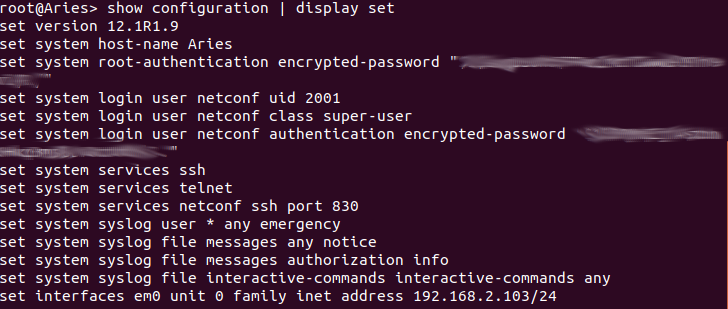 root@Aries> show configuration | display set
set version 12.1R1.9
set system host-name Aries
set system root-authentication encrypted-password "
"
set system login user netconf uid 2001
set system login user netconf class super-user
set system login user netconf authentication encrypted-password
"
set system services ssh
set system services telnet
set system services netconf ssh port 830
set system syslog user * any emergency
set system syslog file messages any notice
set system syslog file messages authorization info
set system syslog file interactive-commands interactive-commands any
set interfaces em0 unit 0 family inet address 192.168.2.103/24